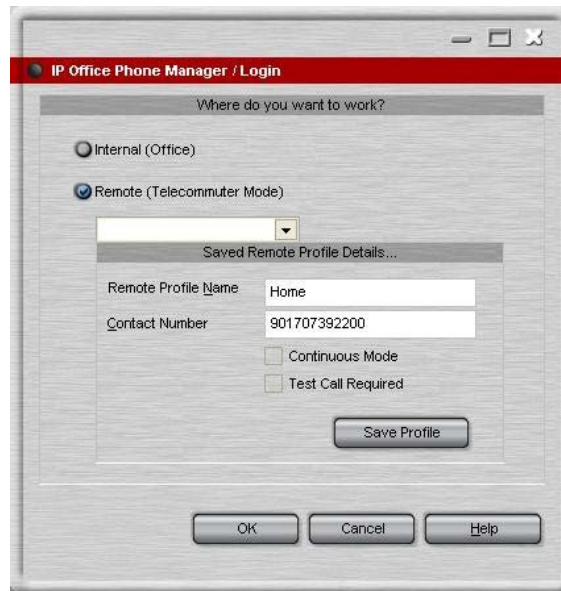 IP Office Phone Manager / Login
Where do you want to work?
Internal (Office)
Remote (Telecommuter Mode)
Saved Remote Profile Details...
Remote Profile Name Home
Contact Number 901707392200
Continuous Mode
Test Call Required
Save Profile
OK Cancel Help